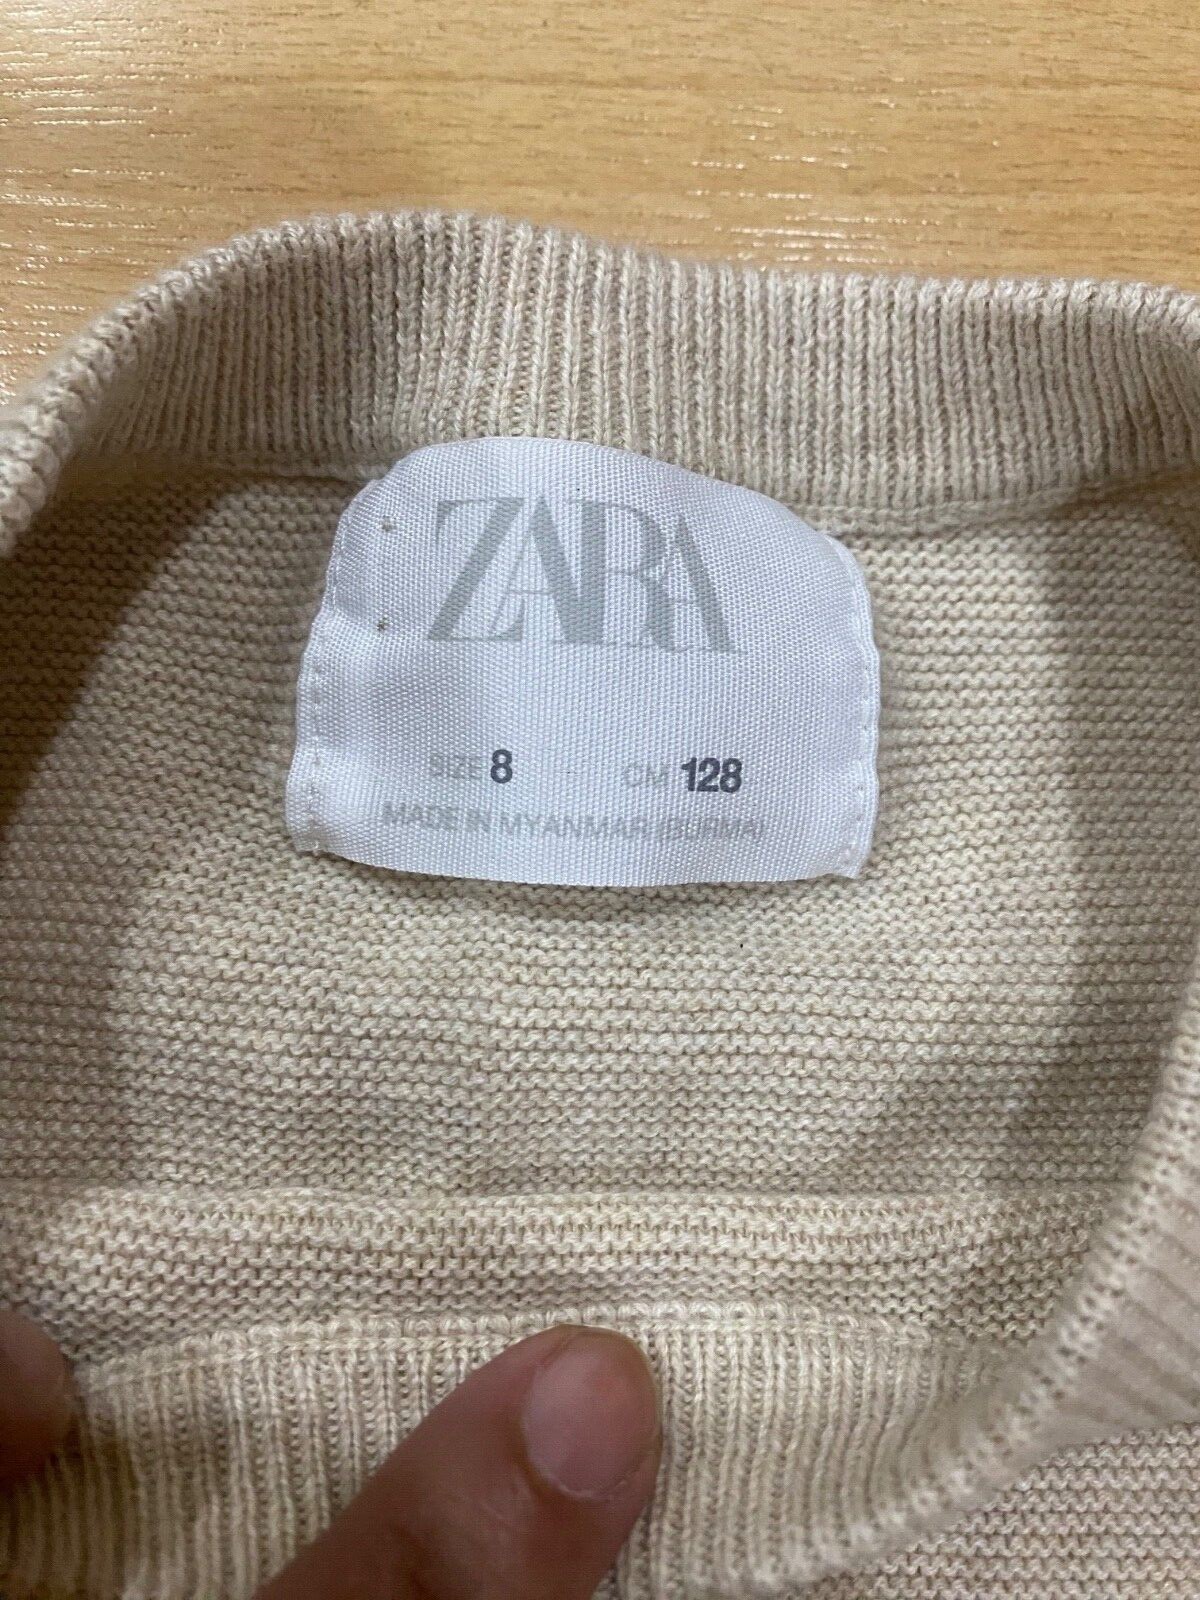 ZARA
SIZE 8 CM 128
MADE IN MYANMAR (BURMA)